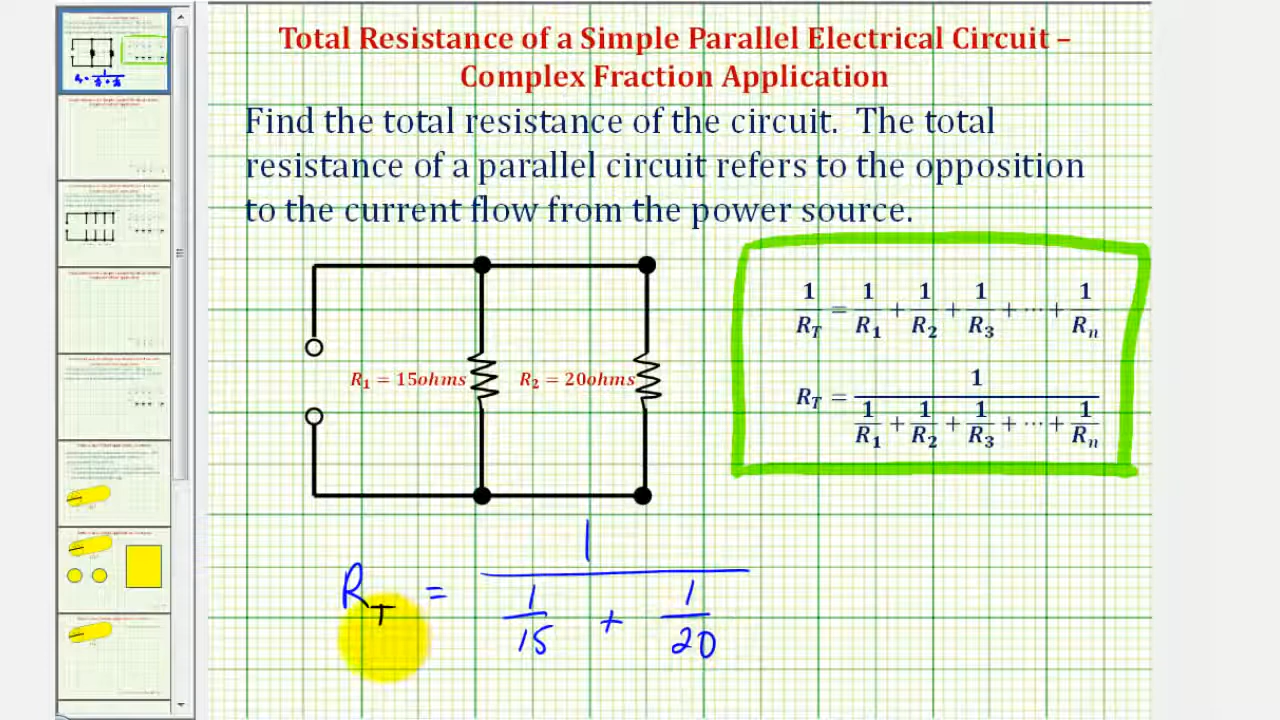 Total Resistance of a Simple Parallel Electrical Circuit –
Complex Fraction Application
Find the total resistance of the circuit. The total
resistance of a parallel circuit refers to the opposition
to the current flow from the power source.
R₁ = 15ohms R₂ = 20ohms
1/R_T = 1/R₁ + 1/R₂ + 1/R₃ + ⋯ + 1/Rₙ
R_T = 1/(1/R₁ + 1/R₂ + 1/R₃ + ⋯ + 1/Rₙ)
R_T = 1/(1/15 + 1/20)